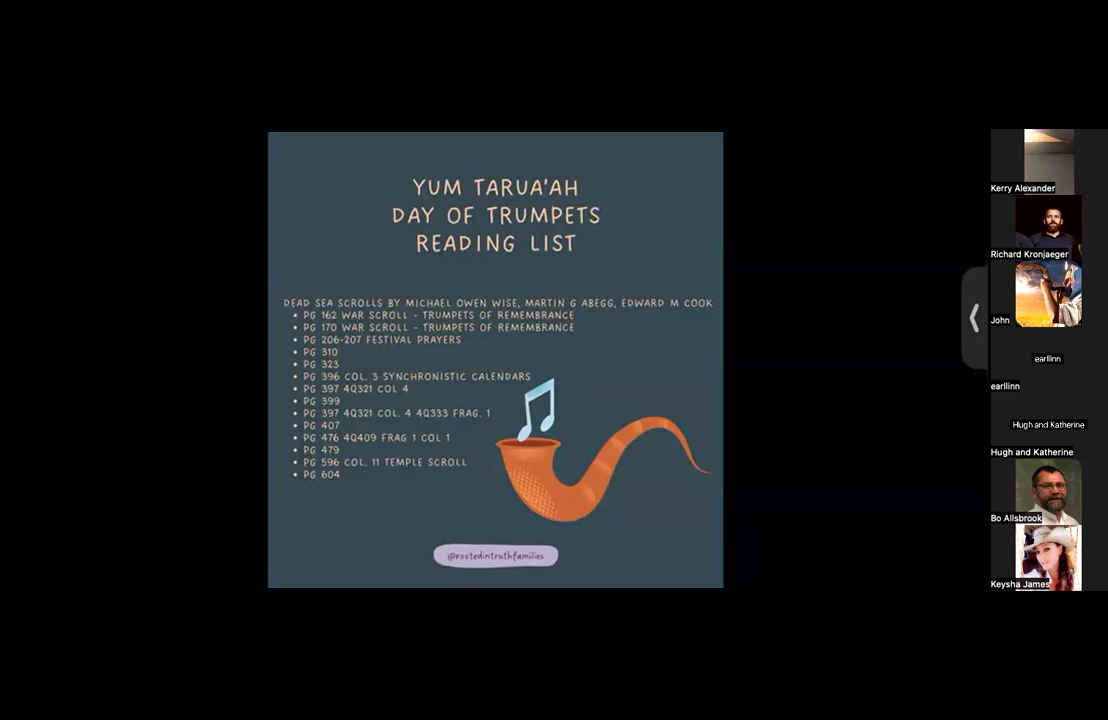 YUM TARUA'AH
DAY OF TRUMPETS
READING LIST
DEAD SEA SCROLLS BY MICHAEL OWEN WISE, MARTIN G ABEGG, EDWARD M COOK
• PG 162 WAR SCROLL - TRUMPETS OF REMEMBRANCE
• PG 170 WAR SCROLL - TRUMPETS OF REMEMBRANCE
• PG 206-207 FESTIVAL PRAYERS
• PG 310
• PG 323
• PG 396 COL. 3 SYNCHRONISTIC CALENDARS
• PG 397 4Q321 COL 4
• PG 399
• PG 397 4Q321 COL. 4 4Q333 FRAG. 1
• PG 407
• PG 476 4Q409 FRAG 1 COL 1
• PG 479
• PG 596 COL. 11 TEMPLE SCROLL
• PG 604
@rootedintruthfamilies
Kerry Alexander
Richard Kronjaeger
John
earllinn
earllinn
Hugh and Katherine
Hugh and Katherine
Bo Allsbrook
Keysha James